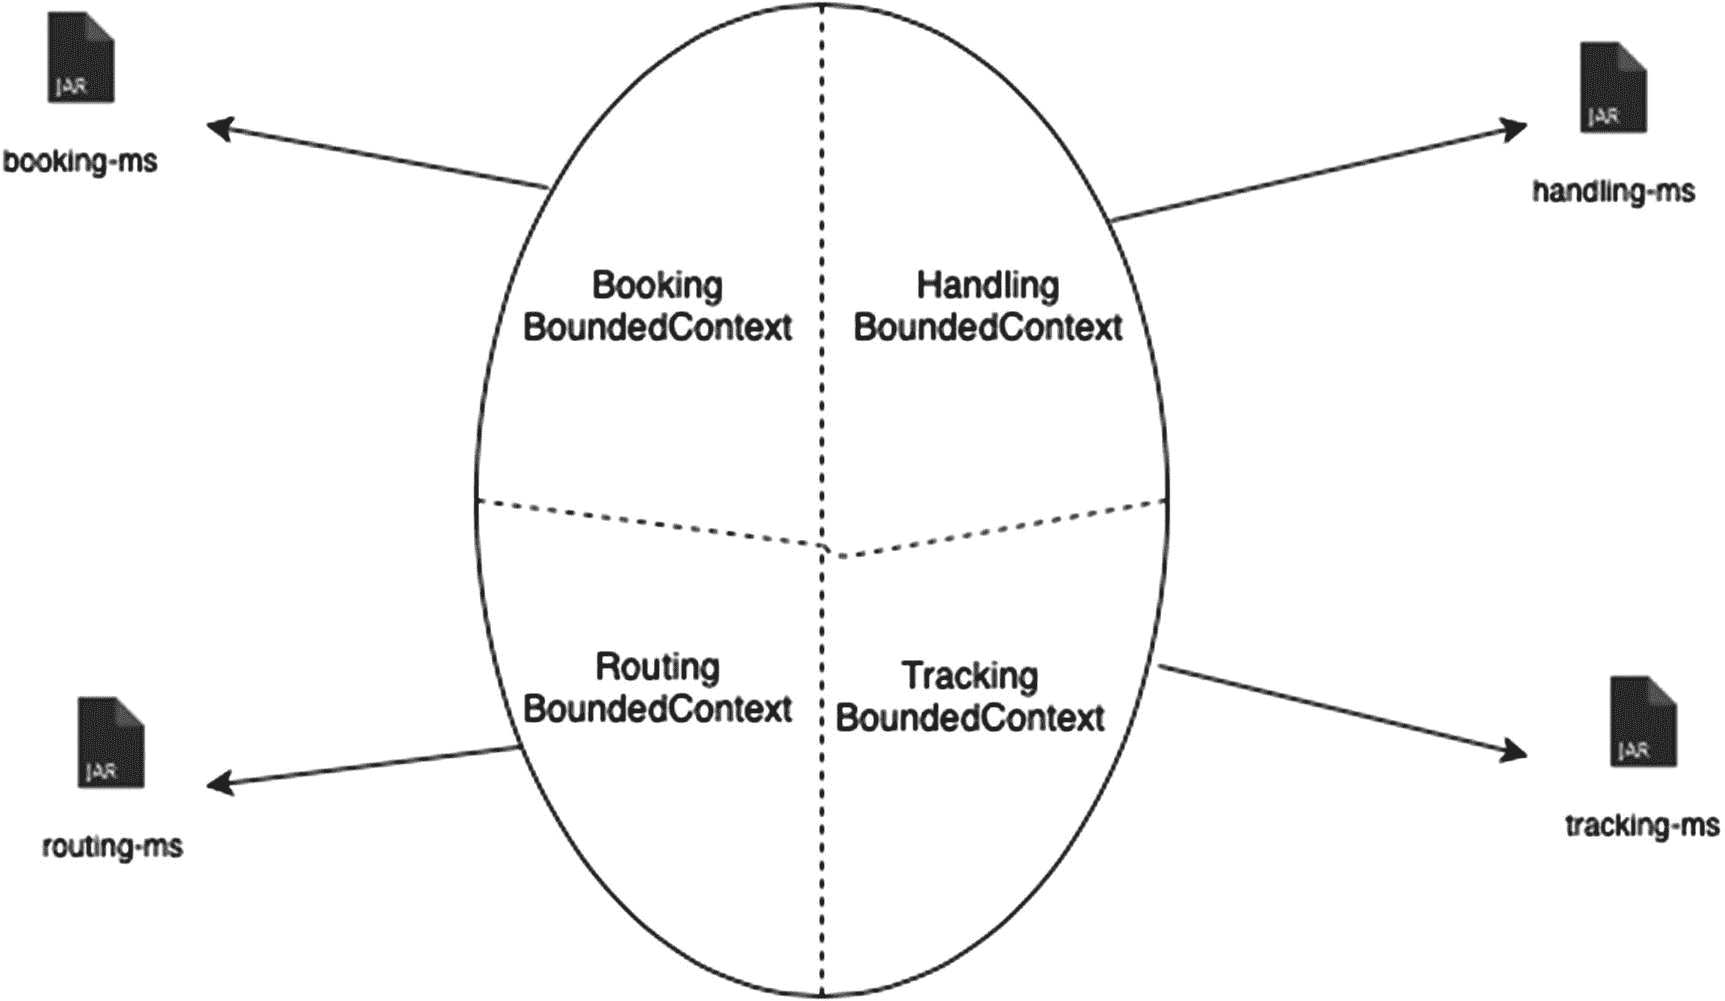 JAR
booking-ms
JAR
handling-ms
Booking
BoundedContext
Handling
BoundedContext
Routing
BoundedContext
Tracking
BoundedContext
JAR
routing-ms
JAR
tracking-ms